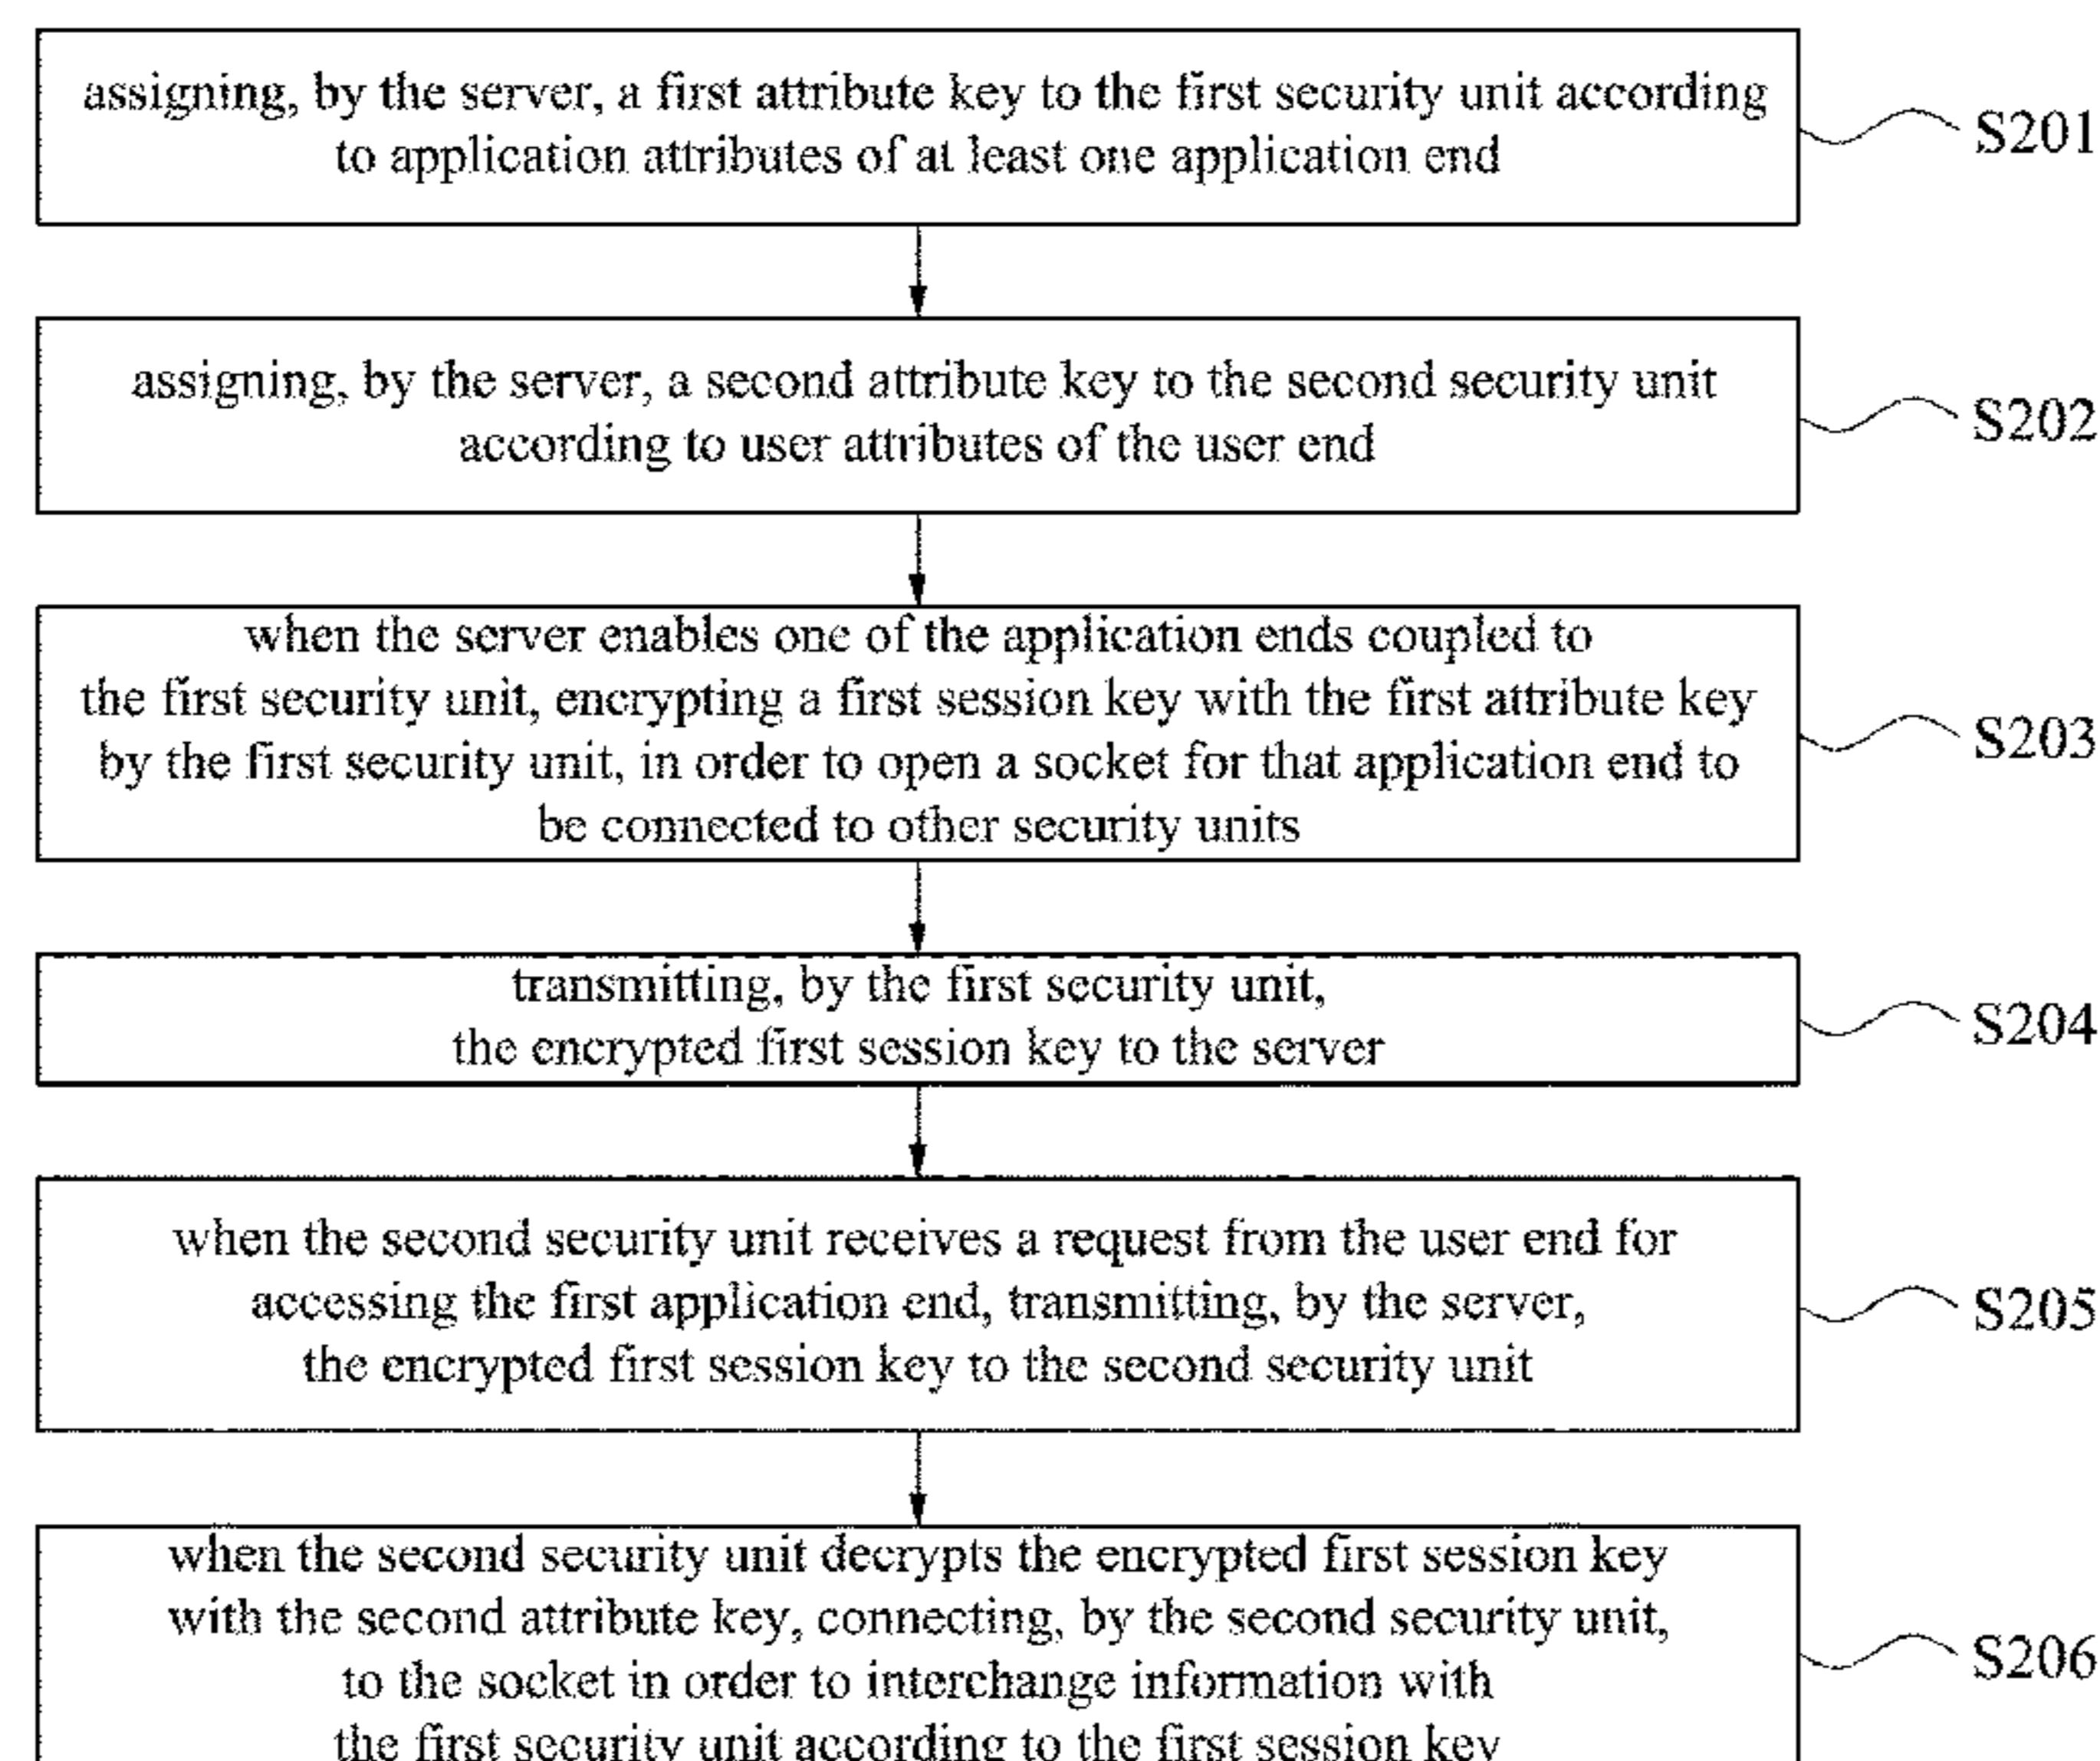 assigning, by the server, a first attribute key to the first security unit according
to application attributes of at least one application end
S201
assigning, by the server, a second attribute key to the second security unit
according to user attributes of the user end
S202
when the server enables one of the application ends coupled to
the first security unit, encrypting a first session key with the first attribute key
by the first security unit, in order to open a socket for that application end to
be connected to other security units
S203
transmitting, by the first security unit,
the encrypted first session key to the server
S204
when the second security unit receives a request from the user end for
accessing the first application end, transmitting, by the server,
the encrypted first session key to the second security unit
S205
when the second security unit decrypts the encrypted first session key
with the second attribute key, connecting, by the second security unit,
to the socket in order to interchange information with
the first security unit according to the first session key
S206